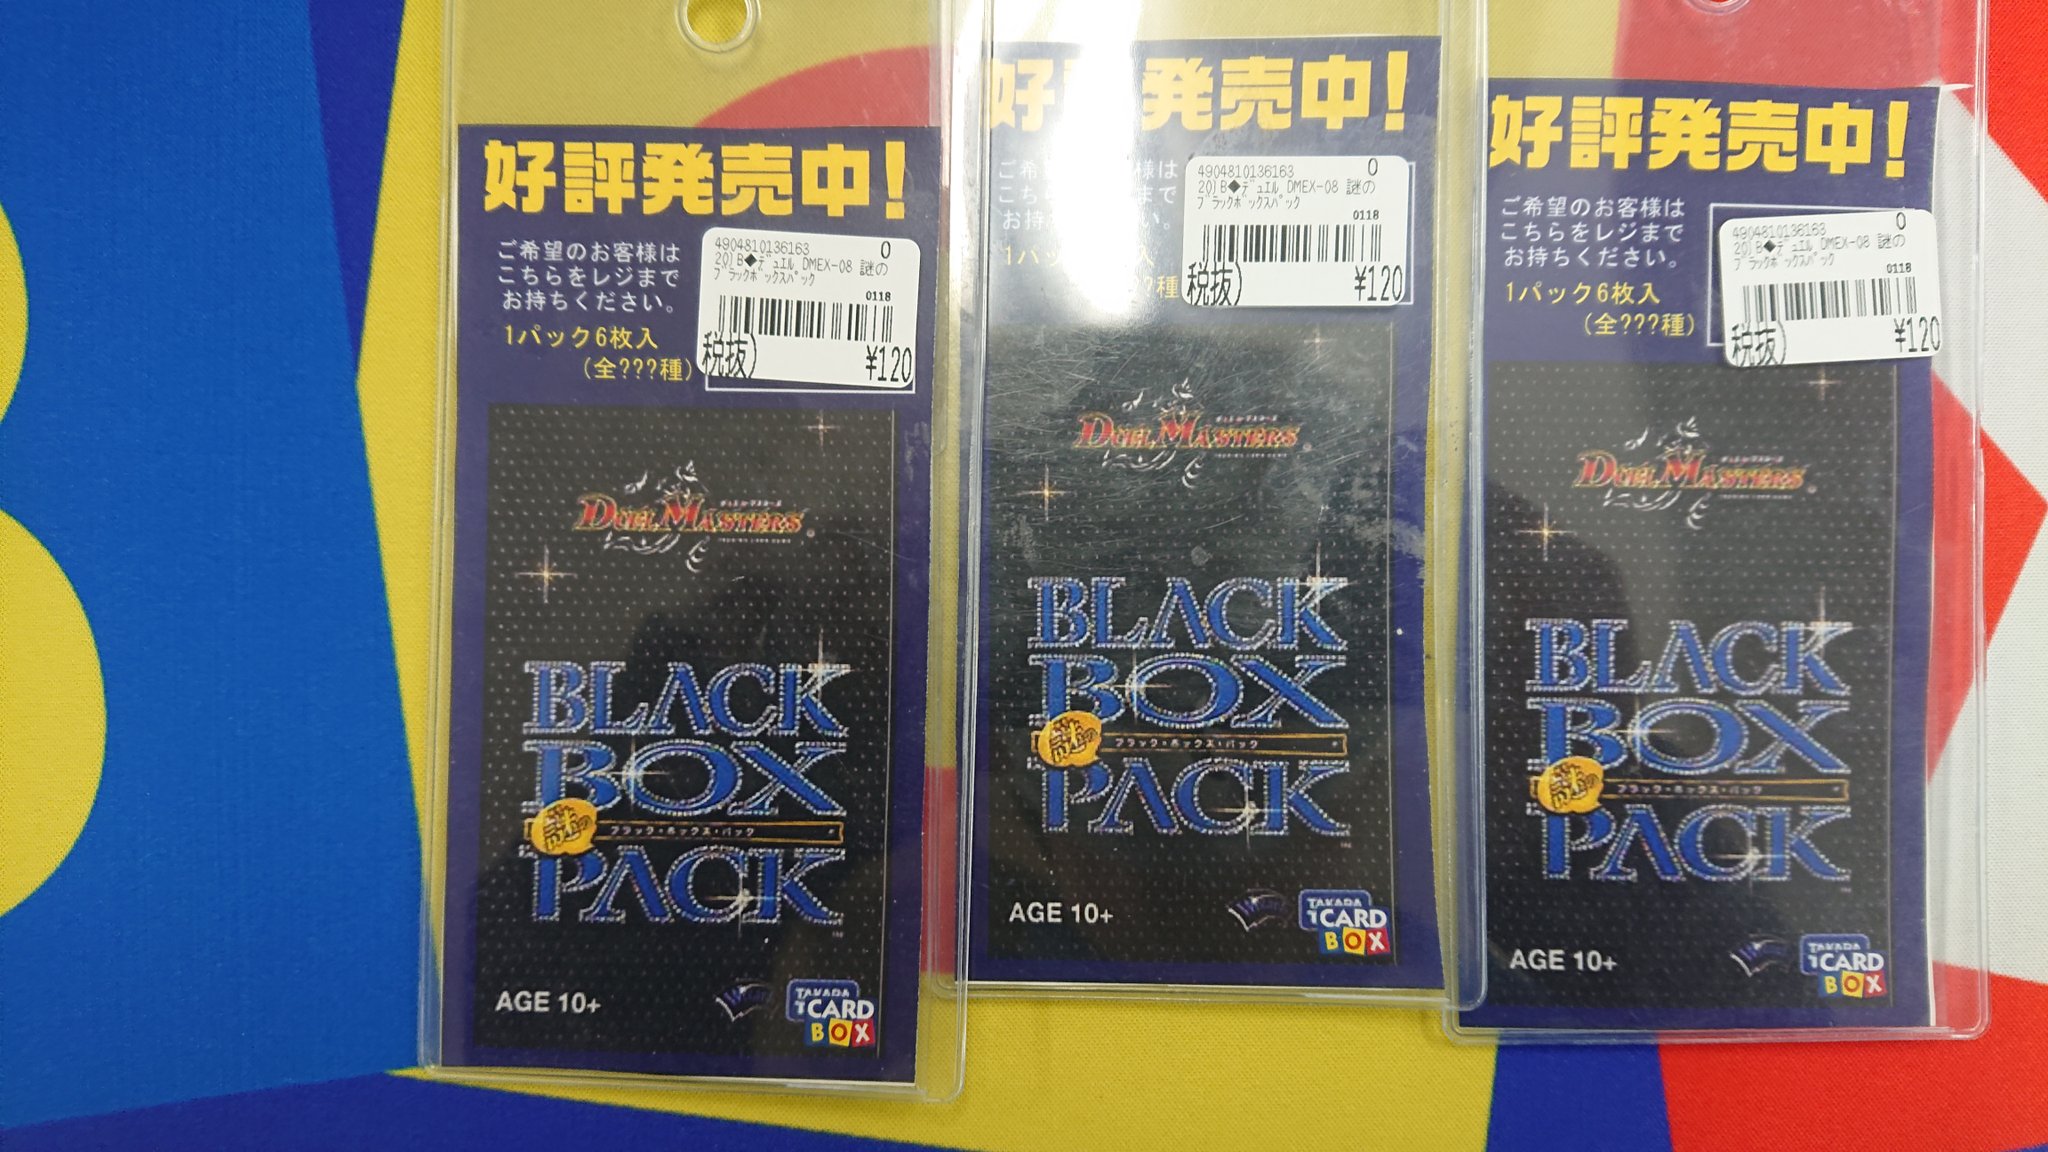 好評発売中!
ご希望のお客様は
こちらをレジまで
お持ちください。
1パック6枚入
(全???種)
4904810136163 0
20)B◆デュエル DMEX-08 謎の
ブラックボックスパック
0118
税抜) ¥120
DUEL MASTERS
BLACK
BOX
謎の
ブラック・ボックス・パック
PACK
AGE 10+
TAKARA
CARD
BOX
好 発売中!
4904810136163 0
20)B◆デュエル DMEX-08 謎の
ブラックボックスパック
0118
税抜) ¥120
DUEL MASTERS
BLACK
BOX
謎の
ブラック・ボックス・パック
PACK
AGE 10+
TAKARA
CARD
BOX
好評発売中!
ご希望のお客様は
こちらをレジまで
お持ちください。
1パック6枚入
(全???種)
4904810136163 0
20)B◆デュエル DMEX-08 謎の
ブラックボックスパック
0118
税抜) ¥120
DUEL MASTERS
BLACK
BOX
謎の
ブラック・ボックス・パック
PACK
AGE 10+
TAKARA
CARD
BOX